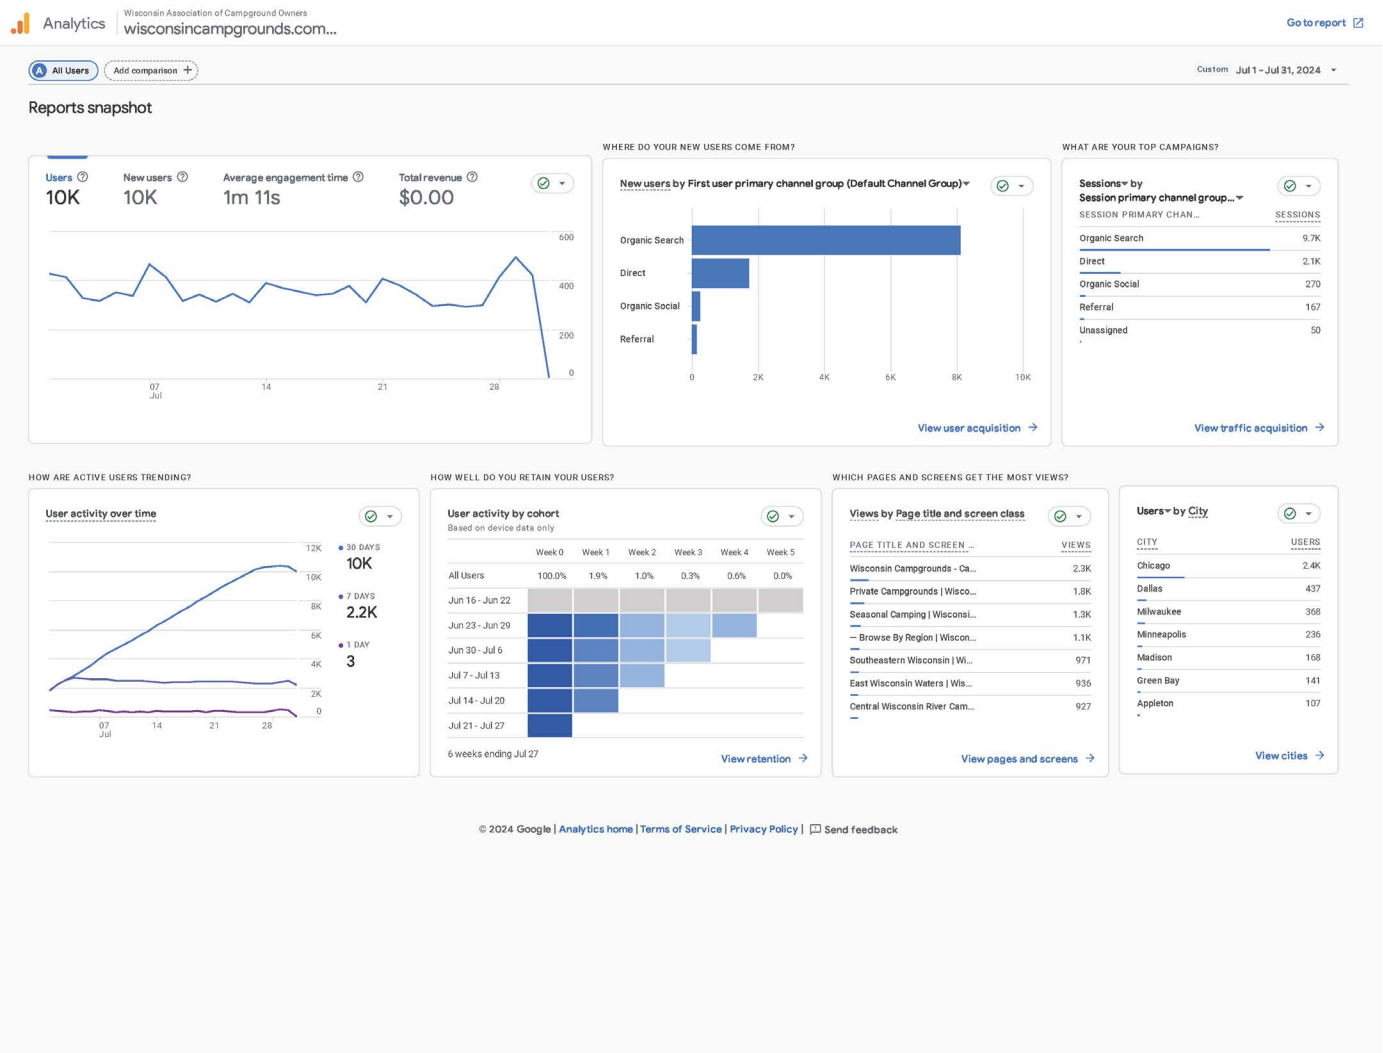 Analytics
Wisconsin Association of Campground Owners
wisconsincampgrounds.com...
Go to report
A All Users
Add comparison +
Custom Jul 1 - Jul 31, 2024
Reports snapshot
Users
10K
New users
10K
Average engagement time
1m 11s
Total revenue
$0.00
600
400
200
0
07
Jul
14
21
28
WHERE DO YOUR NEW USERS COME FROM?
New users by First user primary channel group (Default Channel Group)
Organic Search
Direct
Organic Social
Referral
0 2K 4K 6K 8K 10K
View user acquisition
WHAT ARE YOUR TOP CAMPAIGNS?
Sessions by
Session primary channel group...
SESSION PRIMARY CHAN... SESSIONS
Organic Search 9.7K
Direct 2.1K
Organic Social 270
Referral 167
Unassigned 50
View traffic acquisition
HOW ARE ACTIVE USERS TRENDING?
User activity over time
12K
10K
8K
6K
4K
2K
0
07
Jul
14
21
28
30 DAYS
10K
7 DAYS
2.2K
1 DAY
3
HOW WELL DO YOU RETAIN YOUR USERS?
User activity by cohort
Based on device data only
Week 0 Week 1 Week 2 Week 3 Week 4 Week 5
All Users 100.0% 1.9% 1.0% 0.3% 0.6% 0.0%
Jun 16 - Jun 22
Jun 23 - Jun 29
Jun 30 - Jul 6
Jul 7 - Jul 13
Jul 14 - Jul 20
Jul 21 - Jul 27
6 weeks ending Jul 27
View retention
WHICH PAGES AND SCREENS GET THE MOST VIEWS?
Views by Page title and screen class
PAGE TITLE AND SCREEN ... VIEWS
Wisconsin Campgrounds - Ca... 2.3K
Private Campgrounds | Wisco... 1.8K
Seasonal Camping | Wisconsi... 1.3K
— Browse By Region | Wiscon... 1.1K
Southeastern Wisconsin | Wi... 971
East Wisconsin Waters | Wis... 936
Central Wisconsin River Cam... 927
View pages and screens
Users by City
CITY USERS
Chicago 2.4K
Dallas 437
Milwaukee 368
Minneapolis 236
Madison 168
Green Bay 141
Appleton 107
View cities
© 2024 Google | Analytics home | Terms of Service | Privacy Policy | Send feedback